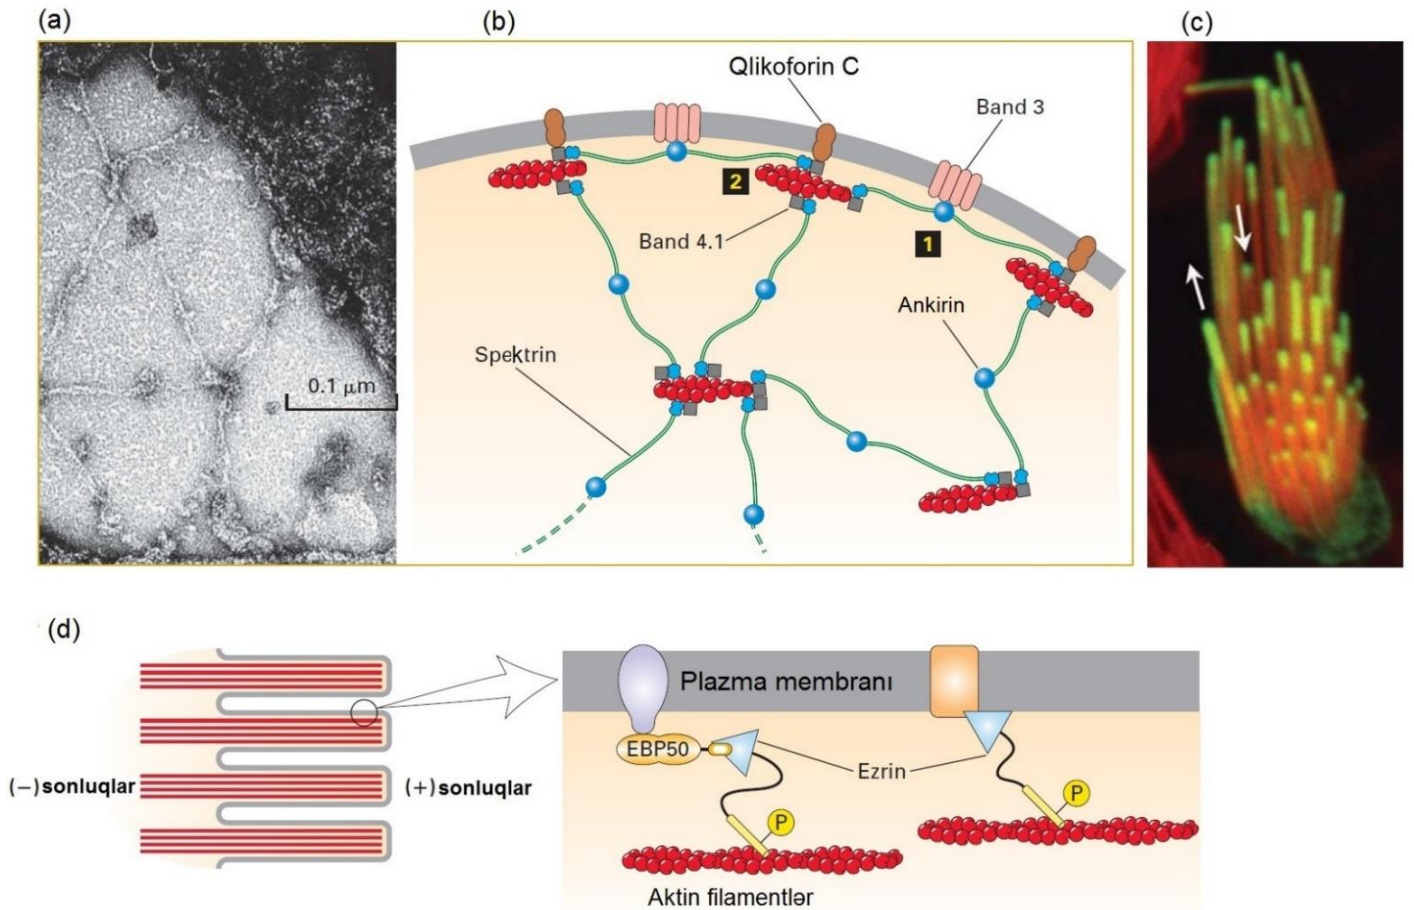 (a)
(b)
(c)
Qlikoforin C
Band 3
2
Band 4.1
1
Ankirin
Spektrin
0.1 μm
(d)
Plazma membranı
EBP50
Ezrin
(−)sonluqlar
(+)sonluqlar
P
P
Aktin filamentlər